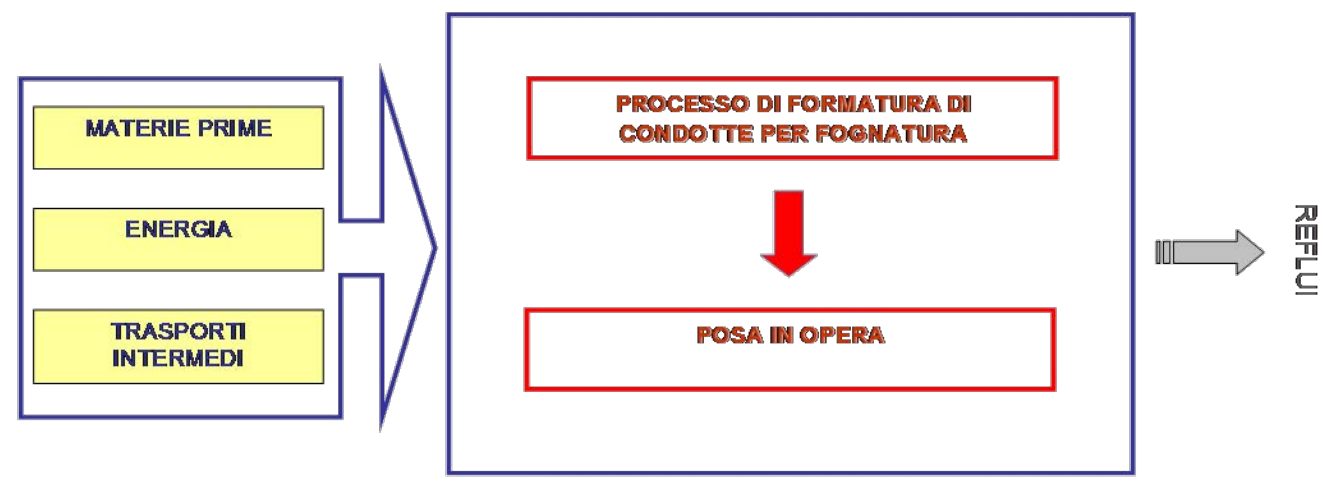 MATERIE PRIME
ENERGIA
TRASPORTI
INTERMEDI
PROCESSO DI FORMATURA DI
CONDOTTE PER FOGNATURA
POSA IN OPERA
REFLUI